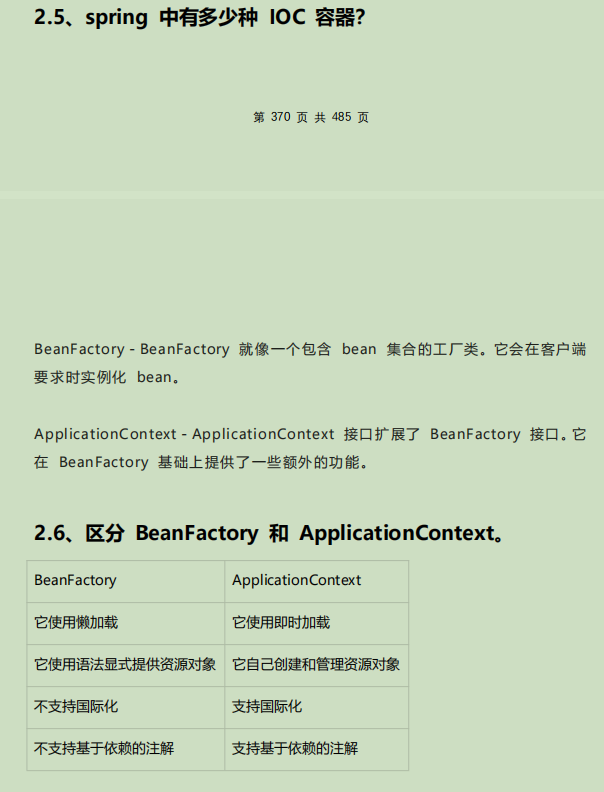 2.5、spring 中有多少种 IOC 容器?
第 370 页 共 485 页
BeanFactory - BeanFactory 就像一个包含 bean 集合的工厂类。它会在客户端
要求时实例化 bean。
ApplicationContext - ApplicationContext 接口扩展了 BeanFactory 接口。它
在 BeanFactory 基础上提供了一些额外的功能。
2.6、区分 BeanFactory 和 ApplicationContext。
BeanFactory ApplicationContext
它使用懒加载 它使用即时加载
它使用语法显式提供资源对象 它自己创建和管理资源对象
不支持国际化 支持国际化
不支持基于依赖的注解 支持基于依赖的注解